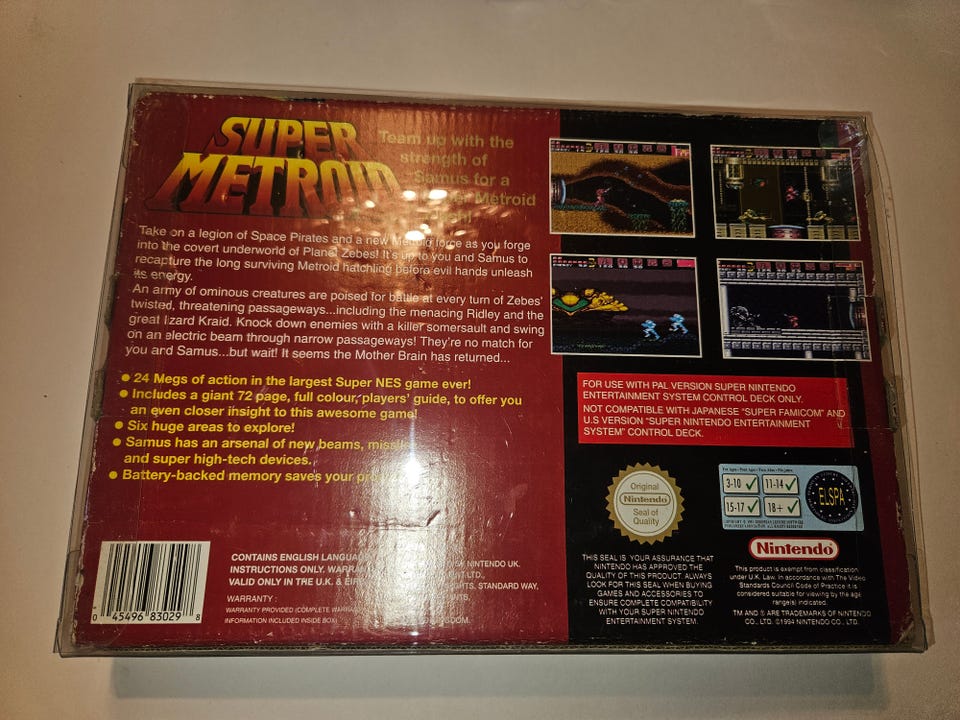 SUPER
METROID
Team up with the
strength of
Samus for a
Metroid
Take on a legion of Space Pirates and a new Metroid force as you forge
into the covert underworld of Planet Zebes! It's up to you and Samus to
recapture the long surviving Metroid hatchling before evil hands unleash
its energy.
An army of ominous creatures are poised for battle at every turn of Zebes'
twisted, threatening passageways...including the menacing Ridley and the
great lizard Kraid. Knock down enemies with a killer somersault and swing
on an electric beam through narrow passageways! They're no match for
you and Samus...but wait! It seems the Mother Brain has returned...
• 24 Megs of action in the largest Super NES game ever!
• Includes a giant 72 page, full colour, players' guide, to offer you
an even closer insight to this awesome game!
• Six huge areas to explore!
• Samus has an arsenal of new beams,
and super high-tech devices.
• Battery-backed memory saves your
CONTAINS ENGLISH
INSTRUCTIONS ONLY. NINTENDO UK.
VALID ONLY IN THE U.K. &
STANDARD WAY,
WARRANTY:
WARRANTY PROVIDED (COMPLETE
INFORMATION INCLUDED INSIDE BOX)
0 45496 83029 8
FOR USE WITH PAL VERSION SUPER NINTENDO
ENTERTAINMENT SYSTEM CONTROL DECK ONLY.
NOT COMPATIBLE WITH JAPANESE "SUPER FAMICOM" AND
U.S VERSION "SUPER NINTENDO ENTERTAINMENT
SYSTEM" CONTROL DECK.
Original
Nintendo
Seal of
Quality
3-10 ✓ 11-14 ✓
15-17 ✓ 18+ ✓
ELSPA
THIS SEAL IS YOUR ASSURANCE THAT
NINTENDO HAS APPROVED THE
QUALITY OF THIS PRODUCT. ALWAYS
LOOK FOR THIS SEAL WHEN BUYING
GAMES AND ACCESSORIES TO
ENSURE COMPLETE COMPATIBILITY
WITH YOUR SUPER NINTENDO
ENTERTAINMENT SYSTEM.
Nintendo
This product is exempt from classification
under U.K. Law. In accordance with The Video
Standards Council Code of Practice it is
considered suitable for viewing by the age
range(s) indicated.
TM AND ® ARE TRADEMARKS OF NINTENDO
CO., LTD. ©1994 NINTENDO CO., LTD.